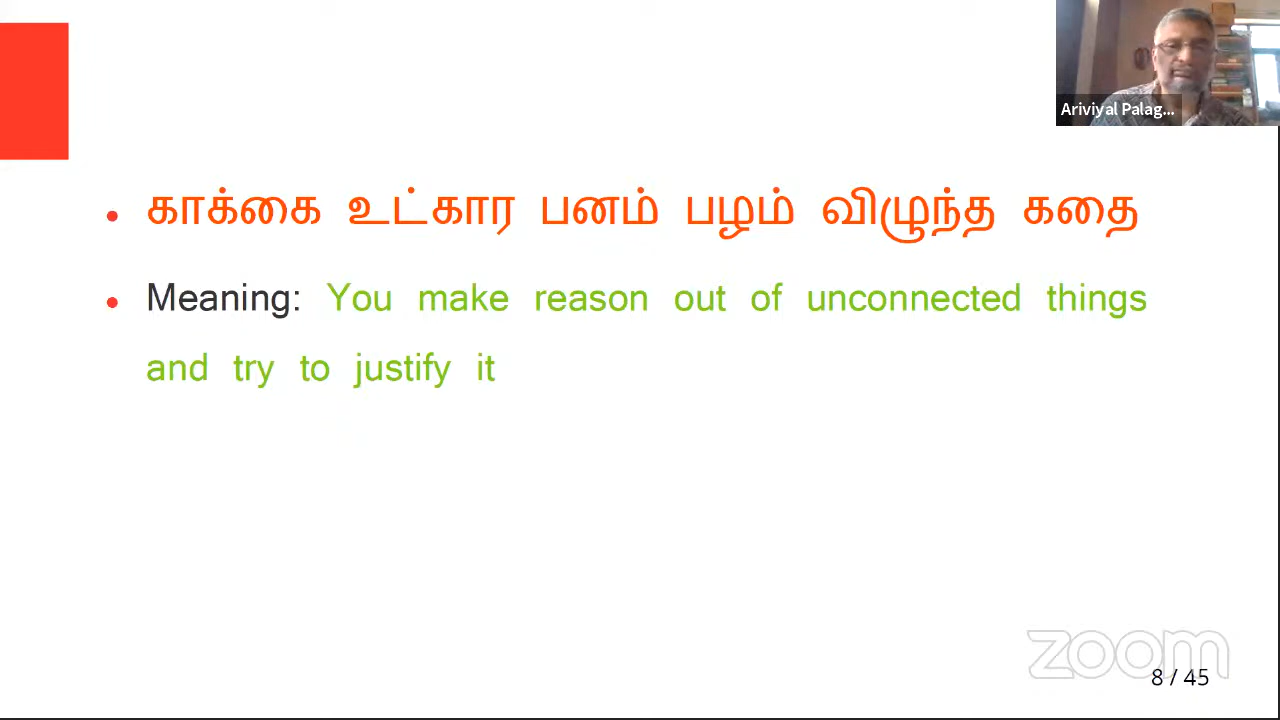 Ariviyal Palag...
காக்கை உட்கார பனம் பழம் விழுந்த கதை
Meaning: You make reason out of unconnected things
and try to justify it
zoom
8 / 45